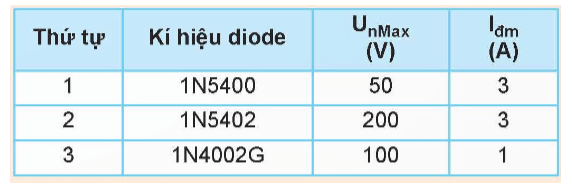 Thứ tự Kí hiệu diode UnMax (V) Iđm (A)
1 1N5400 50 3
2 1N5402 200 3
3 1N4002G 100 1